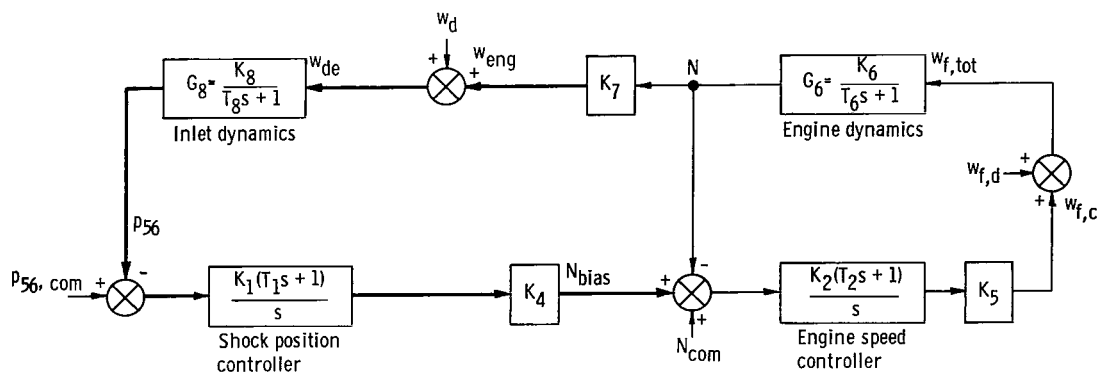 w_d
w_de
w_eng
N
w_f,tot
G_8 = K_8 / (T_8s + 1)
+
+
K_7
G_6 = K_6 / (T_6s + 1)
Inlet dynamics
Engine dynamics
w_f,d
+
+
w_f,c
p_56
p_56, com
+
-
K_1(T_1s + 1) / s
K_4
N_bias
+
-
+
K_2(T_2s + 1) / s
K_5
N_com
Shock position
controller
Engine speed
controller